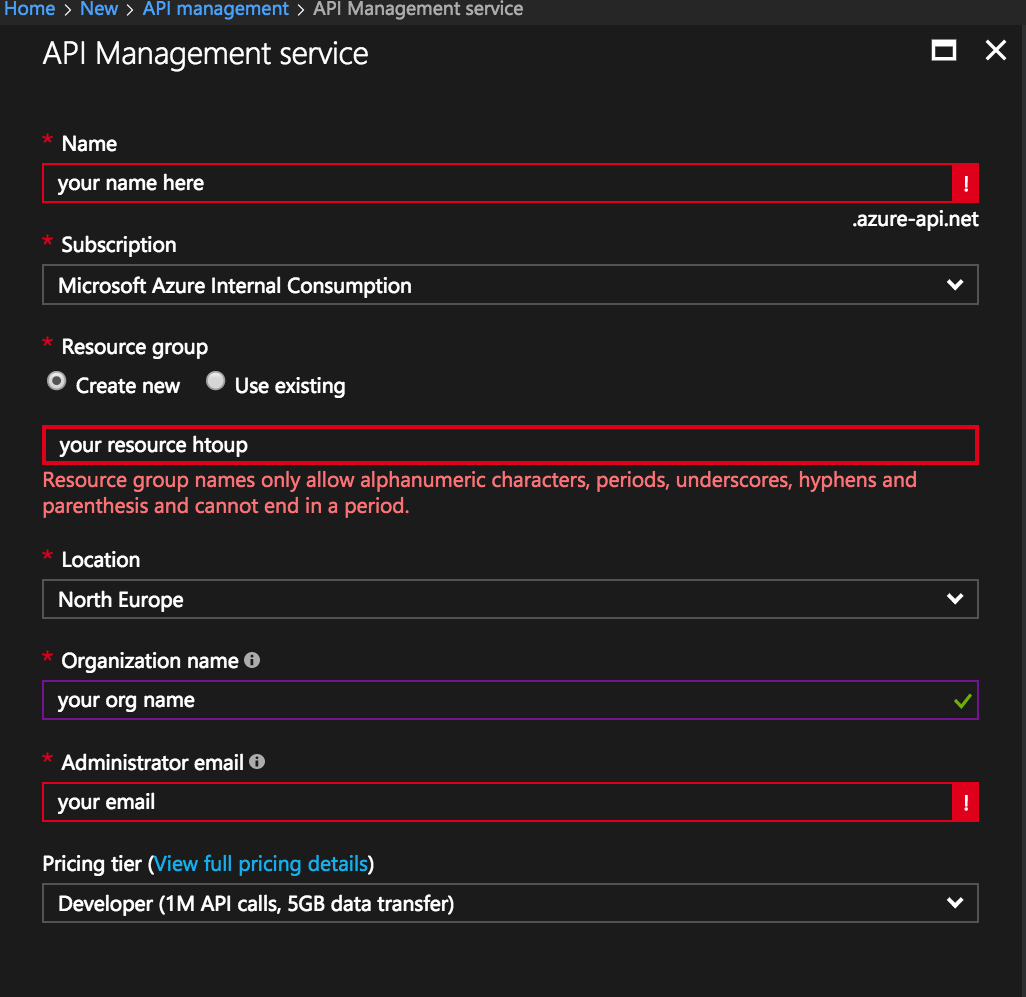 Home > New > API management > API Management service
API Management service
* Name
your name here !
.azure-api.net
* Subscription
Microsoft Azure Internal Consumption
* Resource group
Create new Use existing
your resource htoup
Resource group names only allow alphanumeric characters, periods, underscores, hyphens and
parenthesis and cannot end in a period.
* Location
North Europe
* Organization name
your org name
* Administrator email
your email !
Pricing tier (View full pricing details)
Developer (1M API calls, 5GB data transfer)